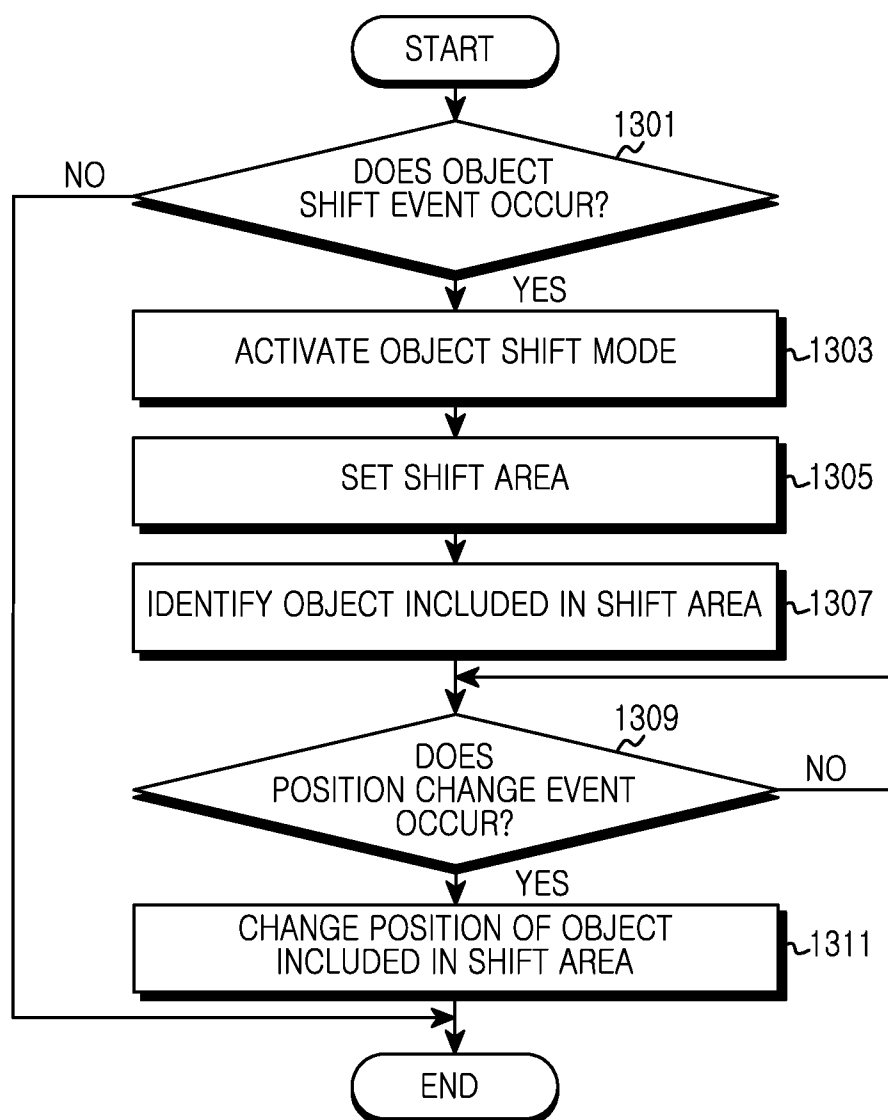 START
1301
DOES OBJECT
SHIFT EVENT OCCUR?
NO
YES
ACTIVATE OBJECT SHIFT MODE
1303
SET SHIFT AREA
1305
IDENTIFY OBJECT INCLUDED IN SHIFT AREA
1307
1309
DOES
POSITION CHANGE EVENT
OCCUR?
NO
YES
CHANGE POSITION OF OBJECT
INCLUDED IN SHIFT AREA
1311
END